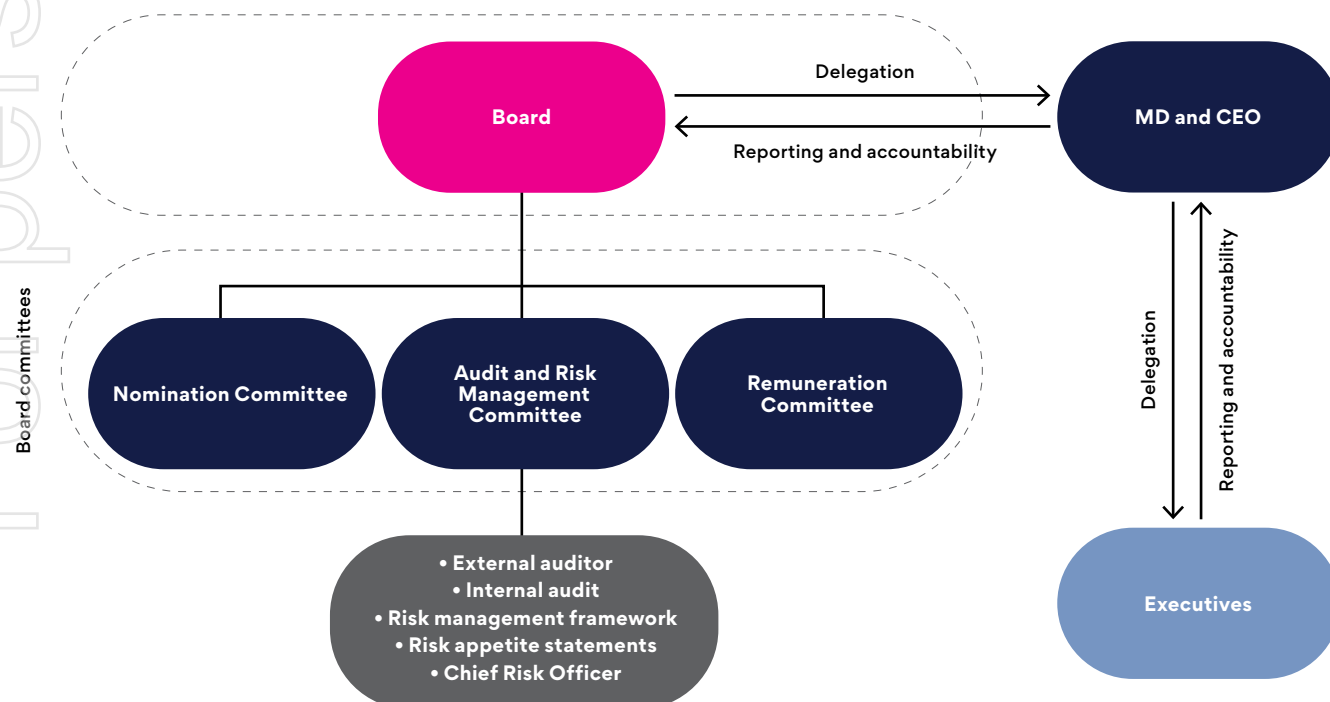 Delegation
Board
MD and CEO
Reporting and accountability
Board committees
Nomination Committee
Audit and Risk
Management
Committee
Remuneration
Committee
Delegation
Reporting and accountability
• External auditor
• Internal audit
• Risk management framework
• Risk appetite statements
• Chief Risk Officer
Executives